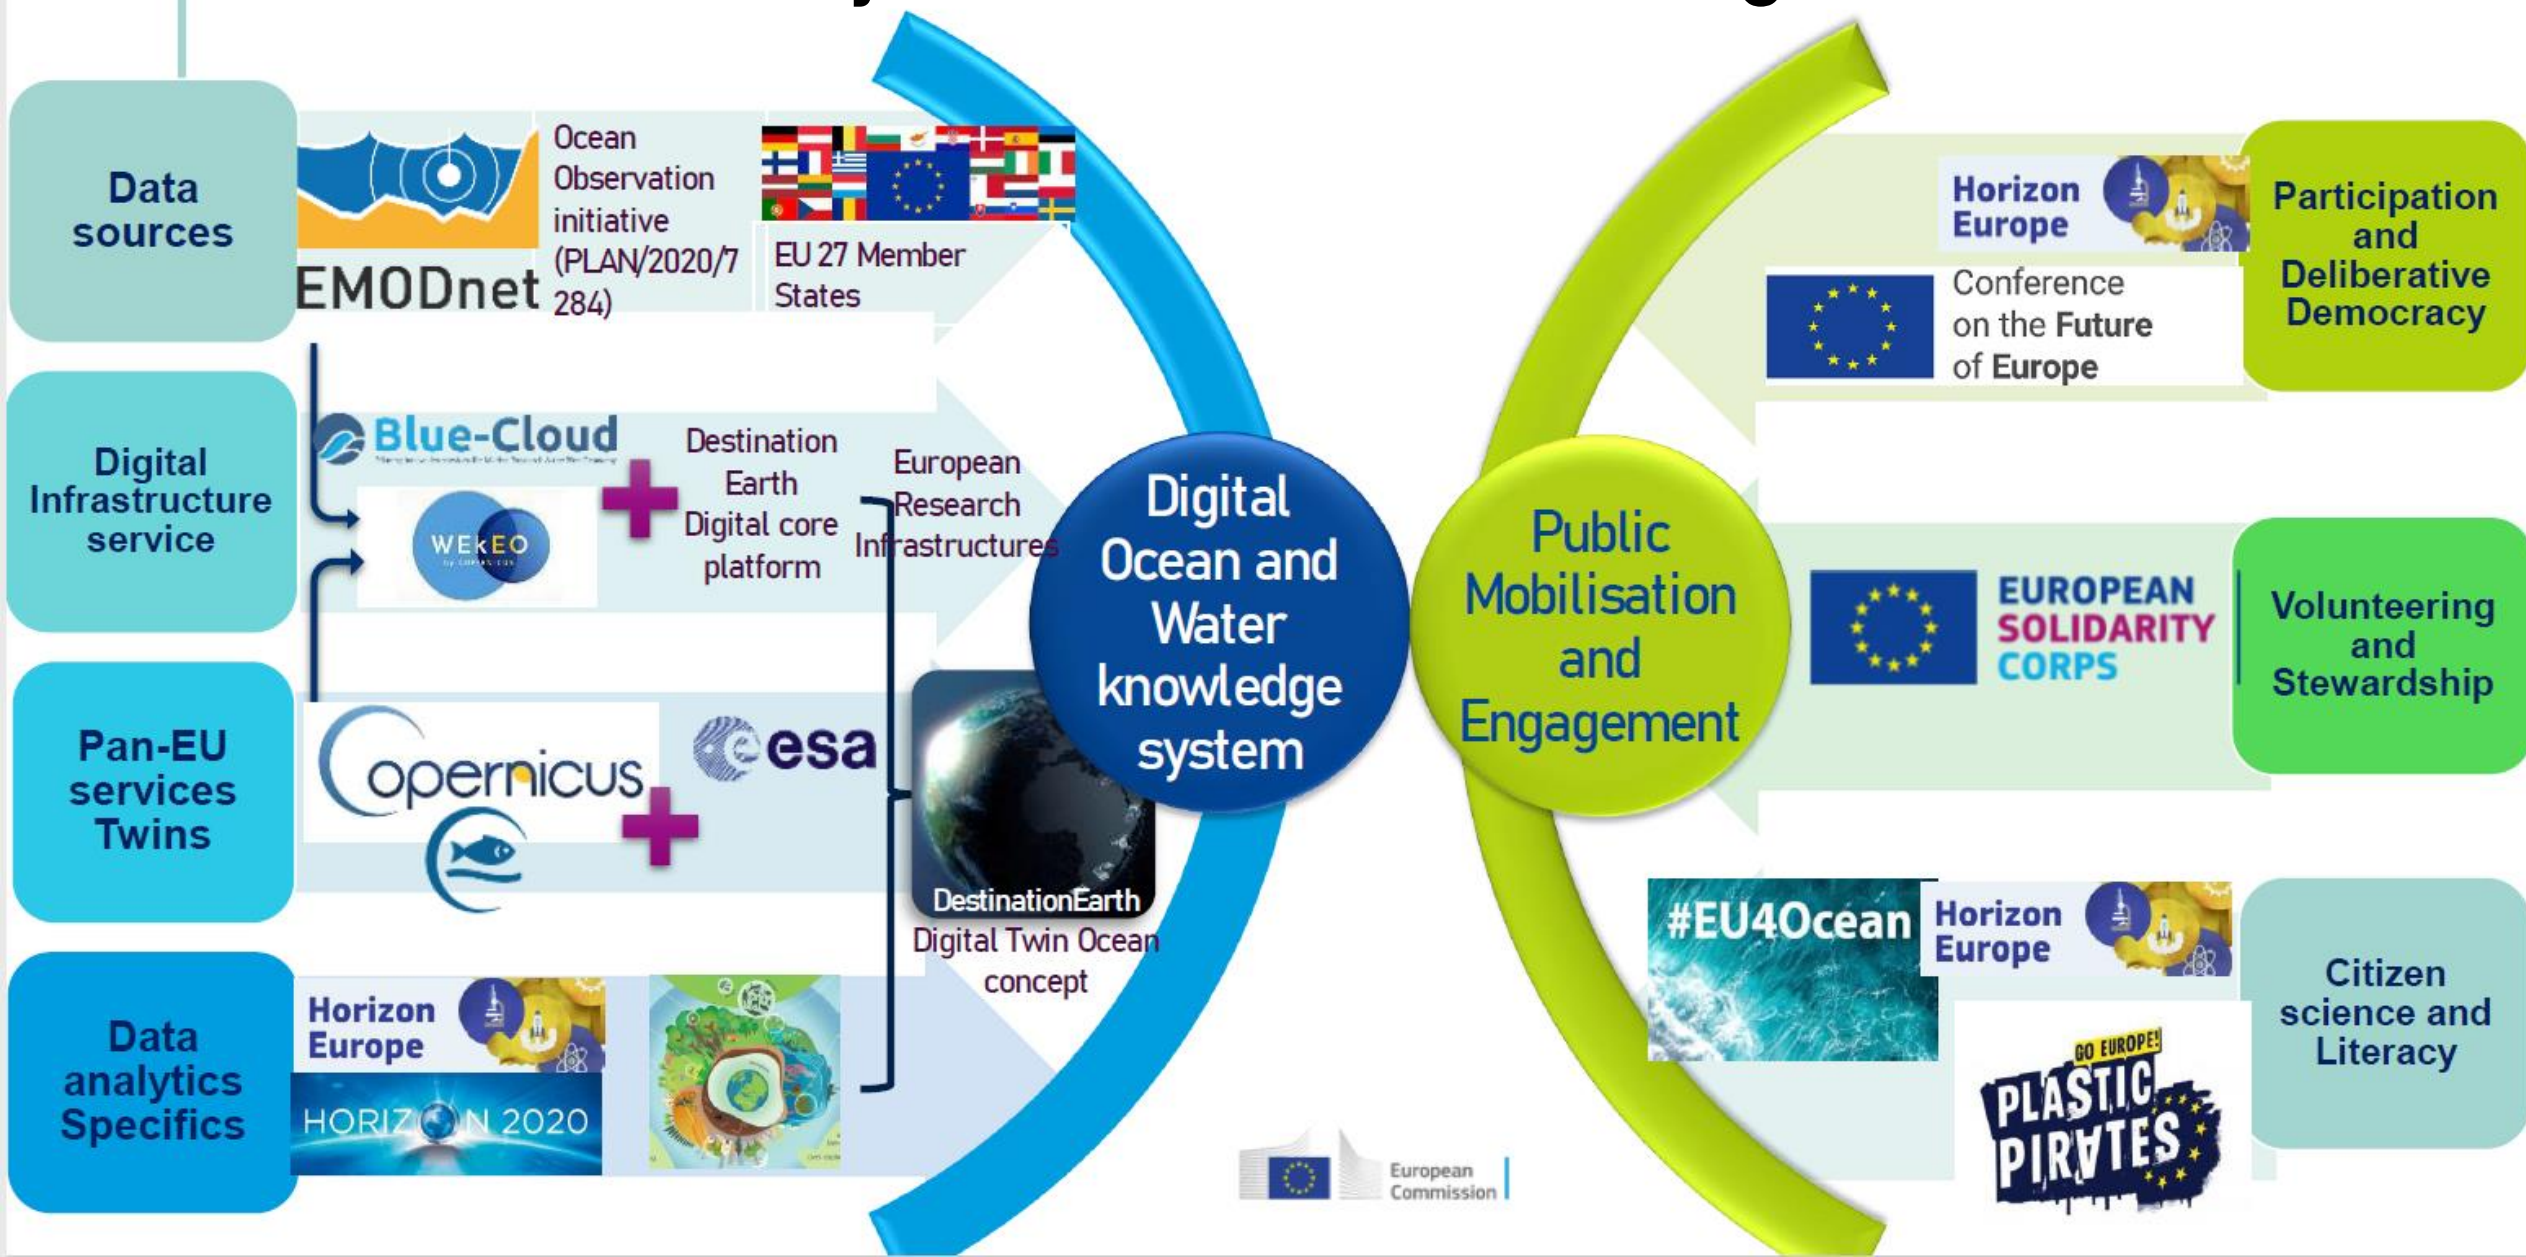 Data
sources
EMODnet
Ocean
Observation
initiative
(PLAN/2020/7
284)
EU 27 Member
States
Digital
Infrastructure
service
Blue-Cloud
WEkEO
by COPERNICUS
Destination
Earth
Digital core
platform
European
Research
Infrastructures
Pan-EU
services
Twins
Copernicus
esa
DestinationEarth
Digital Twin Ocean
concept
Data
analytics
Specifics
Horizon
Europe
HORIZON 2020
Digital
Ocean and
Water
knowledge
system
Public
Mobilisation
and
Engagement
Horizon
Europe
Conference
on the Future
of Europe
Participation
and
Deliberative
Democracy
EUROPEAN
SOLIDARITY
CORPS
Volunteering
and
Stewardship
#EU4Ocean
Horizon
Europe
GO EUROPE!
PLASTIC
PIRATES
Citizen
science and
Literacy
European
Commission